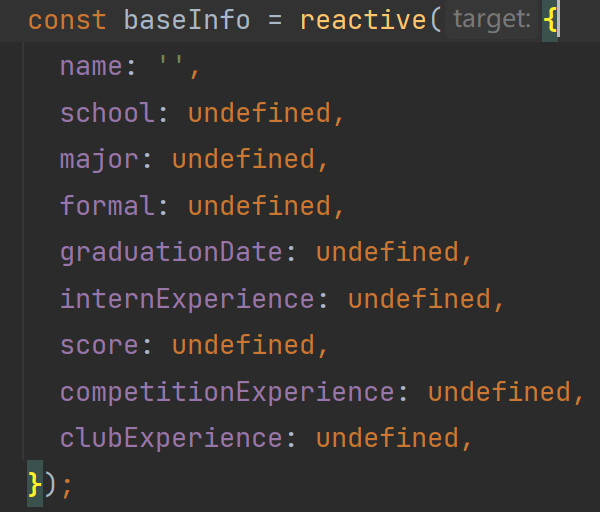 const baseInfo = reactive( target: {
name: '',
school: undefined,
major: undefined,
formal: undefined,
graduationDate: undefined,
internExperience: undefined,
score: undefined,
competitionExperience: undefined,
clubExperience: undefined,
});